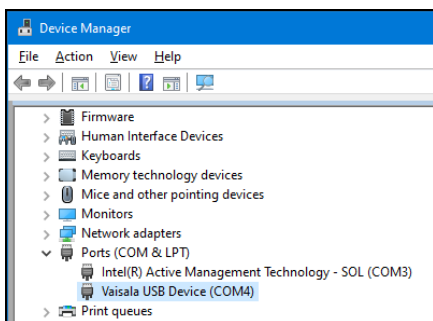 Device Manager
File Action View Help
Firmware
Human Interface Devices
Keyboards
Memory technology devices
Mice and other pointing devices
Monitors
Network adapters
Ports (COM & LPT)
Intel(R) Active Management Technology - SOL (COM3)
Vaisala USB Device (COM4)
Print queues